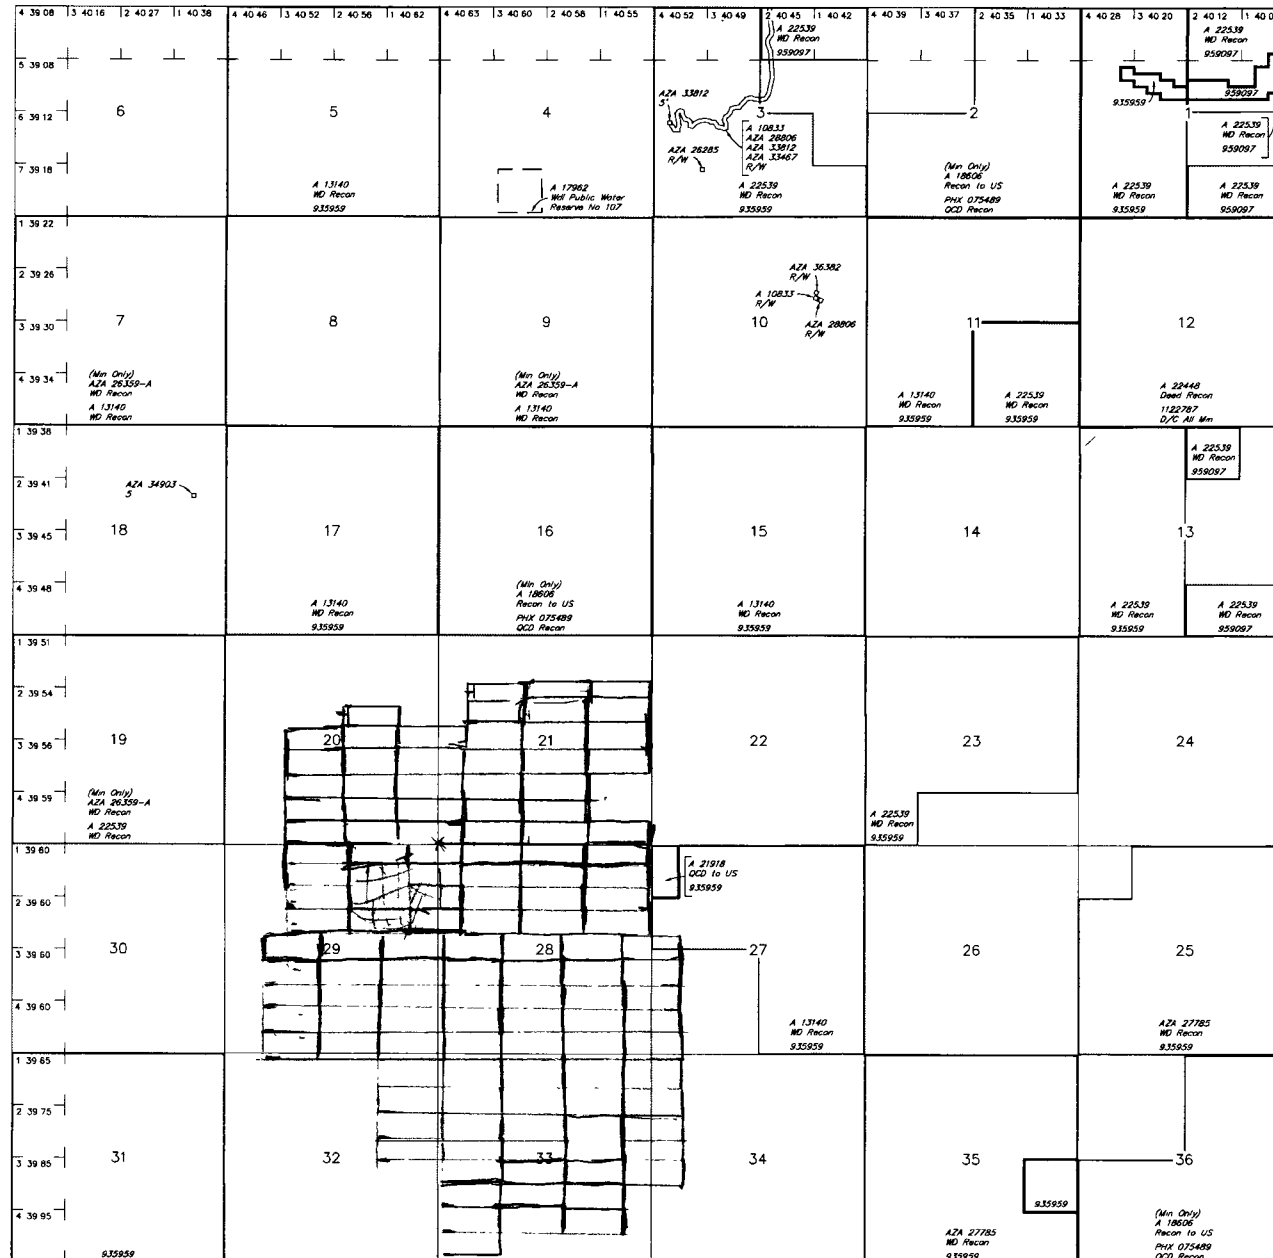 4 39 08
3 40 16
2 40 27
1 40 38
4 40 46
3 40 52
2 40 56
1 40 62
4 40 63
3 40 60
2 40 58
1 40 55
4 40 52
3 40 49
2 40 45
1 40 42
4 40 39
3 40 37
2 40 35
1 40 33
4 40 28
3 40 20
2 40 12
5 39 08
6 39 12
7 39 18
6
5
A 13140
WD Recon
935959
4
A 17962
Wdl Public Water
Reserve No 107
A 22539
WD Recon
959097
AZA 33812
5
3
A 10833
AZA 28806
AZA 33812
AZA 33467
R/W
AZA 26285
R/W
A 22539
WD Recon
935959
2
(Min Only)
A 18606
Recon to US
PHX 075489
QCD Recon
A 22539
WD Recon
959097
935959
959097
1
A 22539
WD Recon
959097
A 22539
WD Recon
935959
A 22539
WD Recon
959097
1 39 22
2 39 26
3 39 30
4 39 34
7
(Min Only)
AZA 26359-A
WD Recon
A 13140
WD Recon
8
9
(Min Only)
AZA 26359-A
WD Recon
A 13140
WD Recon
AZA 36382
R/W
A 10833
R/W
AZA 28806
R/W
10
11
A 13140
WD Recon
935959
A 22539
WD Recon
935959
12
A 22448
Deed Recon
1122787
D/C All Min
1 39 38
2 39 41
3 39 45
4 39 48
AZA 34903
5
18
17
A 13140
WD Recon
935959
16
(Min Only)
A 18606
Recon to US
PHX 075489
QCD Recon
15
A 13140
WD Recon
935959
14
A 22539
WD Recon
959097
13
A 22539
WD Recon
935959
A 22539
WD Recon
959097
1 39 51
2 39 54
3 39 56
4 39 59
19
(Min Only)
AZA 26359-A
WD Recon
A 22539
WD Recon
20
21
22
23
A 22539
WD Recon
935959
24
1 39 60
2 39 60
3 39 60
4 39 60
30
29
28
A 21918
QCD to US
935959
27
A 13140
WD Recon
935959
26
25
AZA 27785
WD Recon
935959
1 39 65
2 39 75
3 39 85
4 39 95
31
935959
32
33
34
35
935959
AZA 27785
WD Recon
935959
36
(Min Only)
A 18606
Recon to US
PHX 075489
QCD Recon